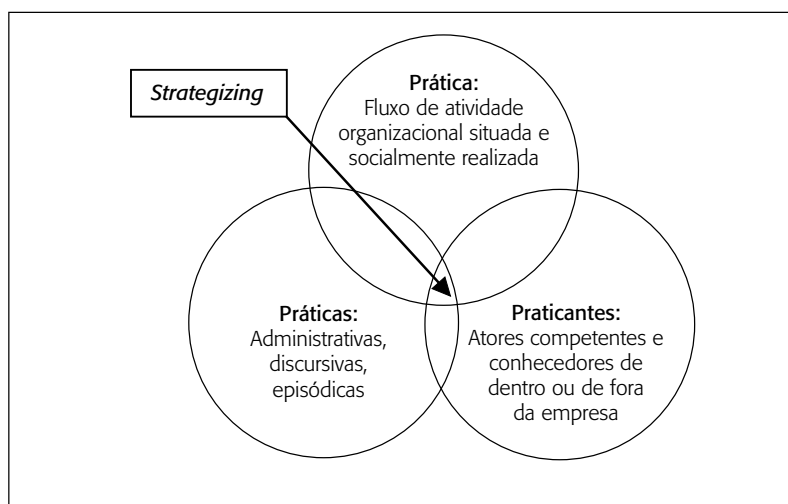 Strategizing
Prática:
Fluxo de atividade
organizacional situada e
socialmente realizada
Práticas:
Administrativas,
discursivas,
episódicas
Praticantes:
Atores competentes e
conhecedores de
dentro ou de fora
da empresa